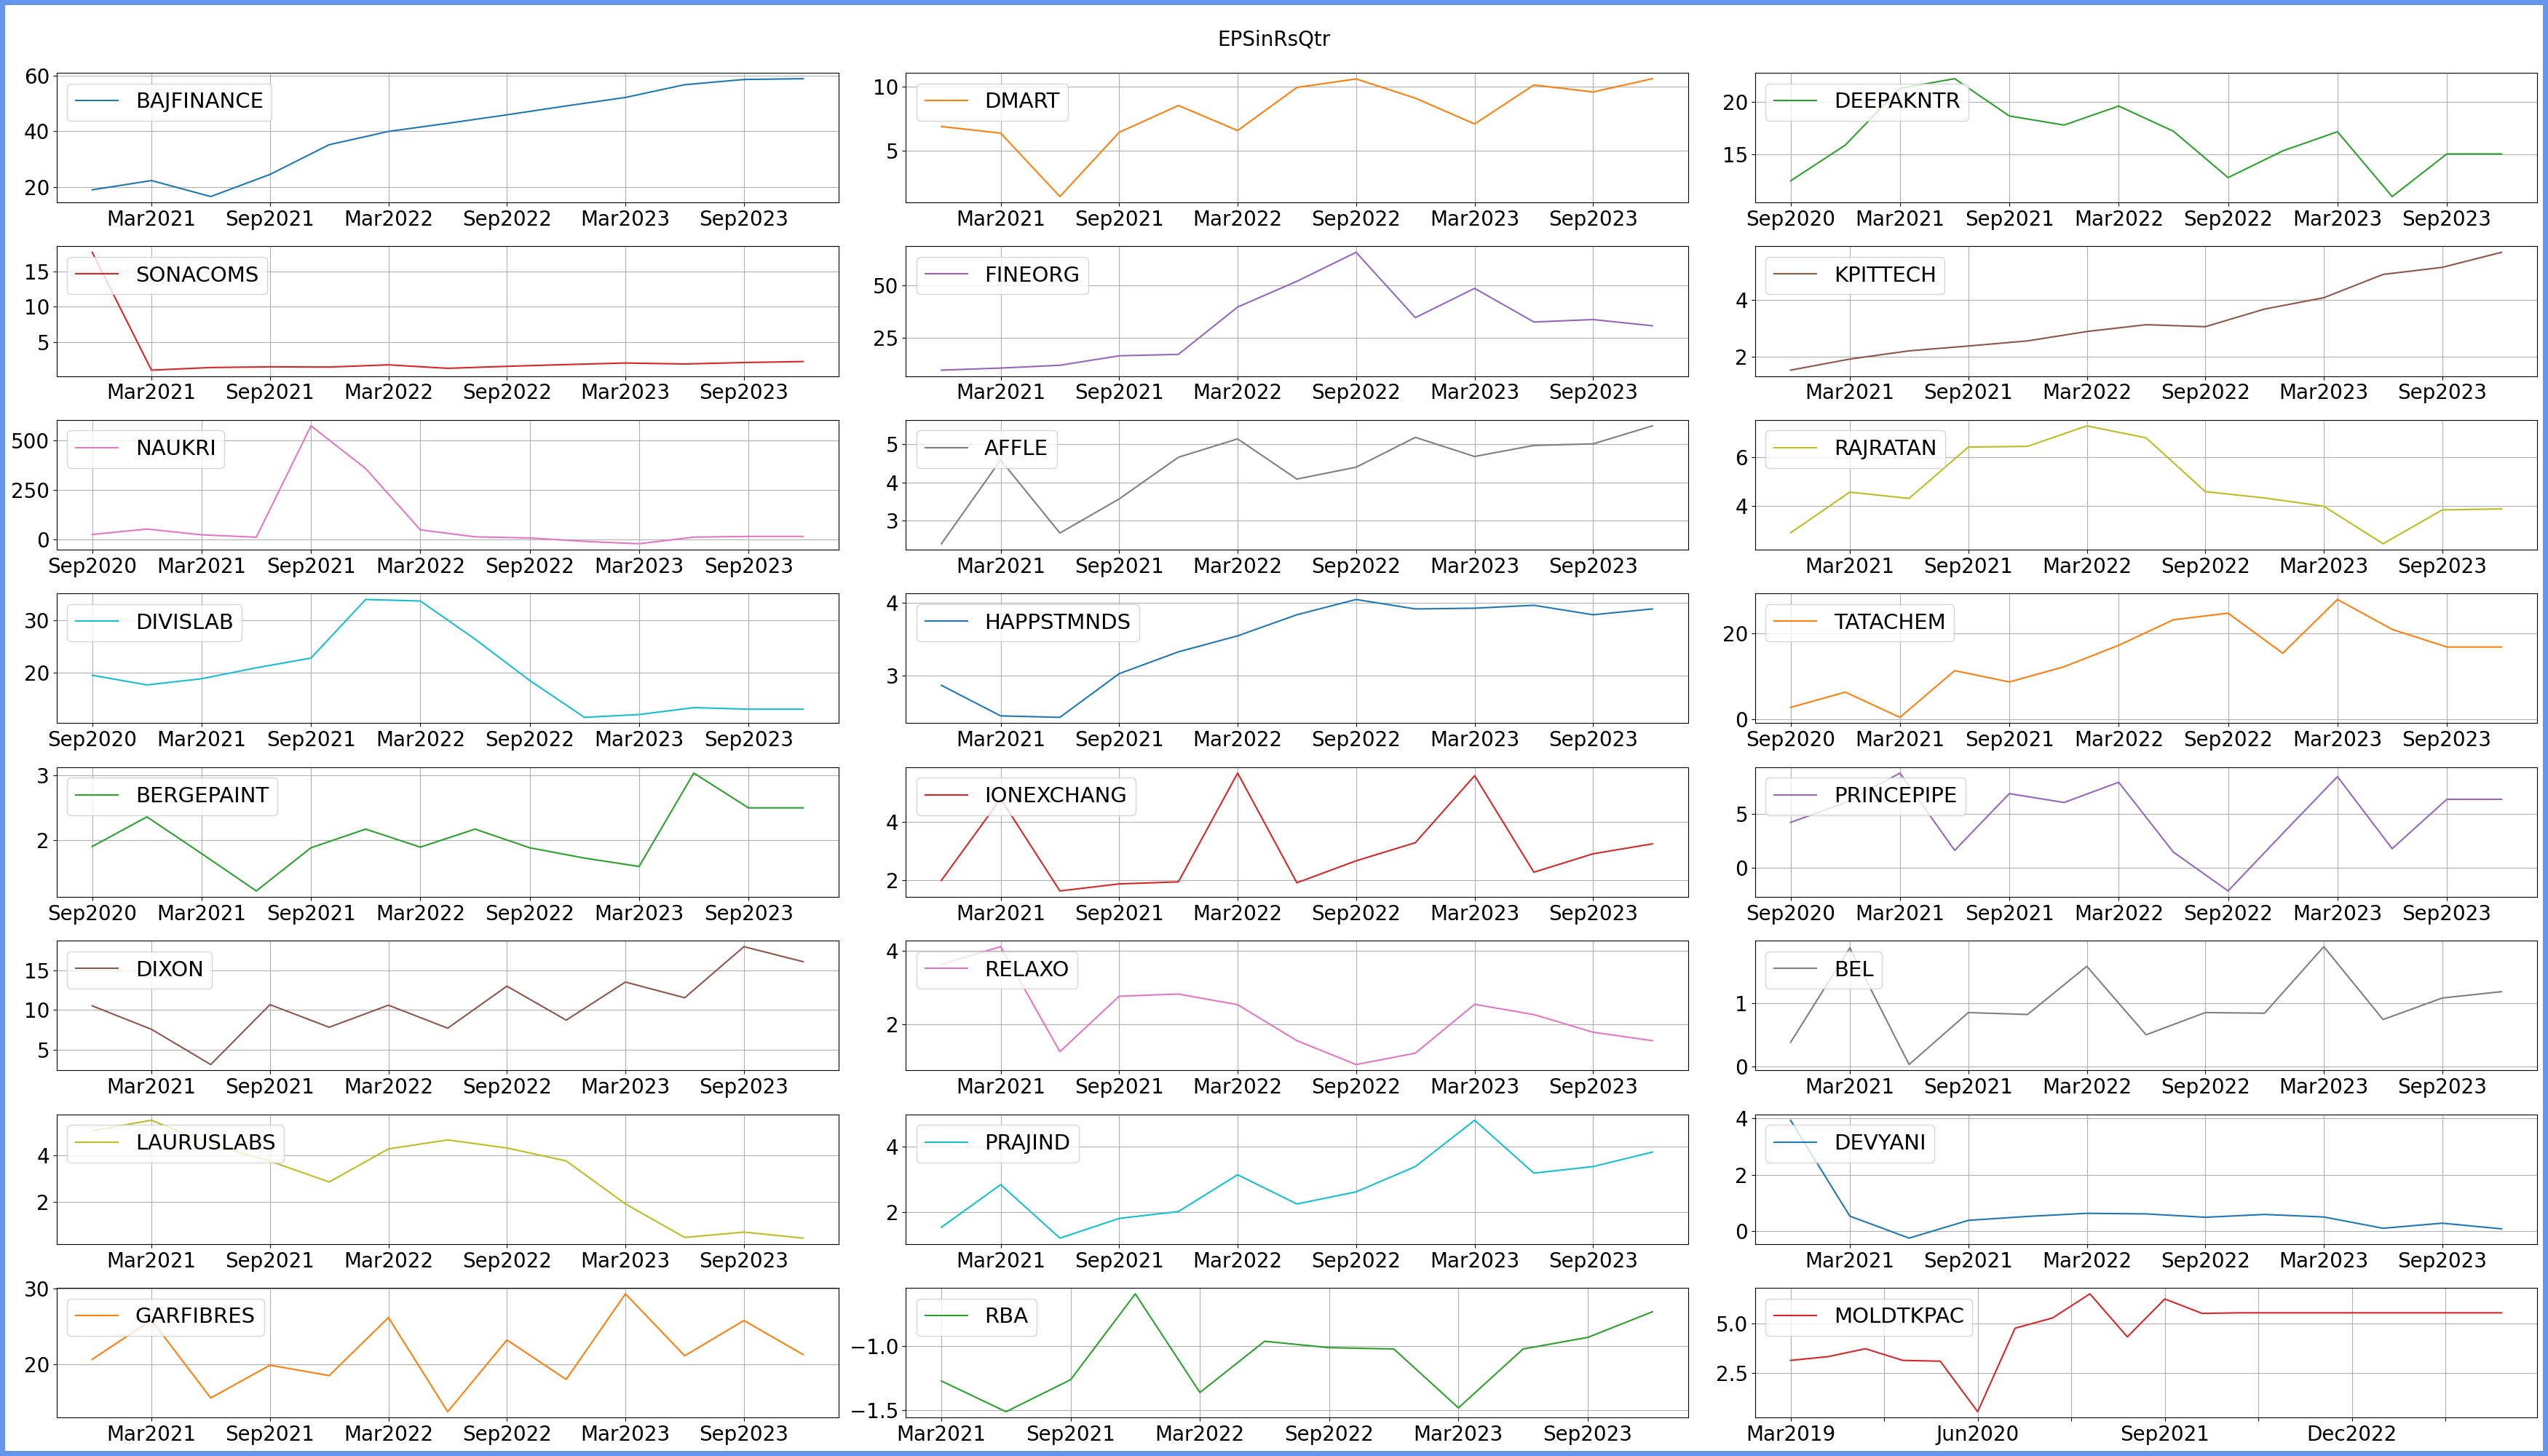 EPSinRsQtr
BAJFINANCE
60
40
20
Mar2021 Sep2021 Mar2022 Sep2022 Mar2023 Sep2023
DMART
10
5
Mar2021 Sep2021 Mar2022 Sep2022 Mar2023 Sep2023
DEEPAKNTR
20
15
Sep2020 Mar2021 Sep2021 Mar2022 Sep2022 Mar2023 Sep2023
SONACOMS
15
10
5
Mar2021 Sep2021 Mar2022 Sep2022 Mar2023 Sep2023
FINEORG
50
25
Mar2021 Sep2021 Mar2022 Sep2022 Mar2023 Sep2023
KPITTECH
4
2
Mar2021 Sep2021 Mar2022 Sep2022 Mar2023 Sep2023
NAUKRI
500
250
0
Sep2020 Mar2021 Sep2021 Mar2022 Sep2022 Mar2023 Sep2023
AFFLE
5
4
3
Mar2021 Sep2021 Mar2022 Sep2022 Mar2023 Sep2023
RAJRATAN
6
4
Mar2021 Sep2021 Mar2022 Sep2022 Mar2023 Sep2023
DIVISLAB
30
20
Sep2020 Mar2021 Sep2021 Mar2022 Sep2022 Mar2023 Sep2023
HAPPSTMNDS
4
3
Mar2021 Sep2021 Mar2022 Sep2022 Mar2023 Sep2023
TATACHEM
20
0
Sep2020 Mar2021 Sep2021 Mar2022 Sep2022 Mar2023 Sep2023
BERGEPAINT
3
2
Sep2020 Mar2021 Sep2021 Mar2022 Sep2022 Mar2023 Sep2023
IONEXCHANG
4
2
Mar2021 Sep2021 Mar2022 Sep2022 Mar2023 Sep2023
PRINCEPIPE
5
0
Sep2020 Mar2021 Sep2021 Mar2022 Sep2022 Mar2023 Sep2023
DIXON
15
10
5
Mar2021 Sep2021 Mar2022 Sep2022 Mar2023 Sep2023
RELAXO
4
2
Mar2021 Sep2021 Mar2022 Sep2022 Mar2023 Sep2023
BEL
1
0
Mar2021 Sep2021 Mar2022 Sep2022 Mar2023 Sep2023
LAURUSLABS
4
2
Mar2021 Sep2021 Mar2022 Sep2022 Mar2023 Sep2023
PRAJIND
4
2
Mar2021 Sep2021 Mar2022 Sep2022 Mar2023 Sep2023
DEVYANI
4
2
0
Mar2021 Jun2021 Mar2022 Sep2022 Mar2023 Sep2023
GARFIBRES
30
20
Mar2021 Sep2021 Mar2022 Sep2022 Mar2023 Sep2023
RBA
−1.0
−1.5
Mar2021 Sep2021 Mar2022 Sep2022 Mar2023 Sep2023
MOLDTKPAC
5.0
2.5
Mar2019 Jun2020 Sep2021 Dec2022